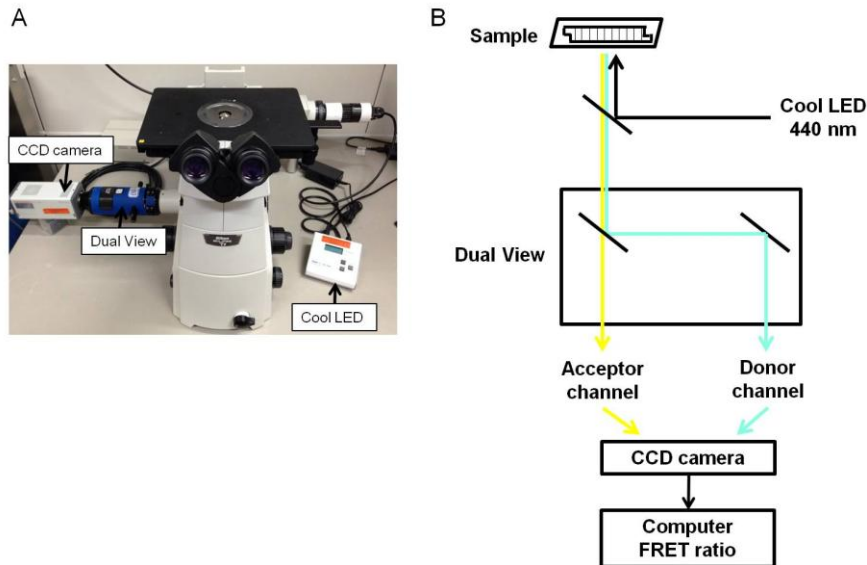 A
CCD camera
Dual View
Cool LED
B
Sample
Cool LED
440 nm
Dual View
Acceptor
channel
Donor
channel
CCD camera
Computer
FRET ratio